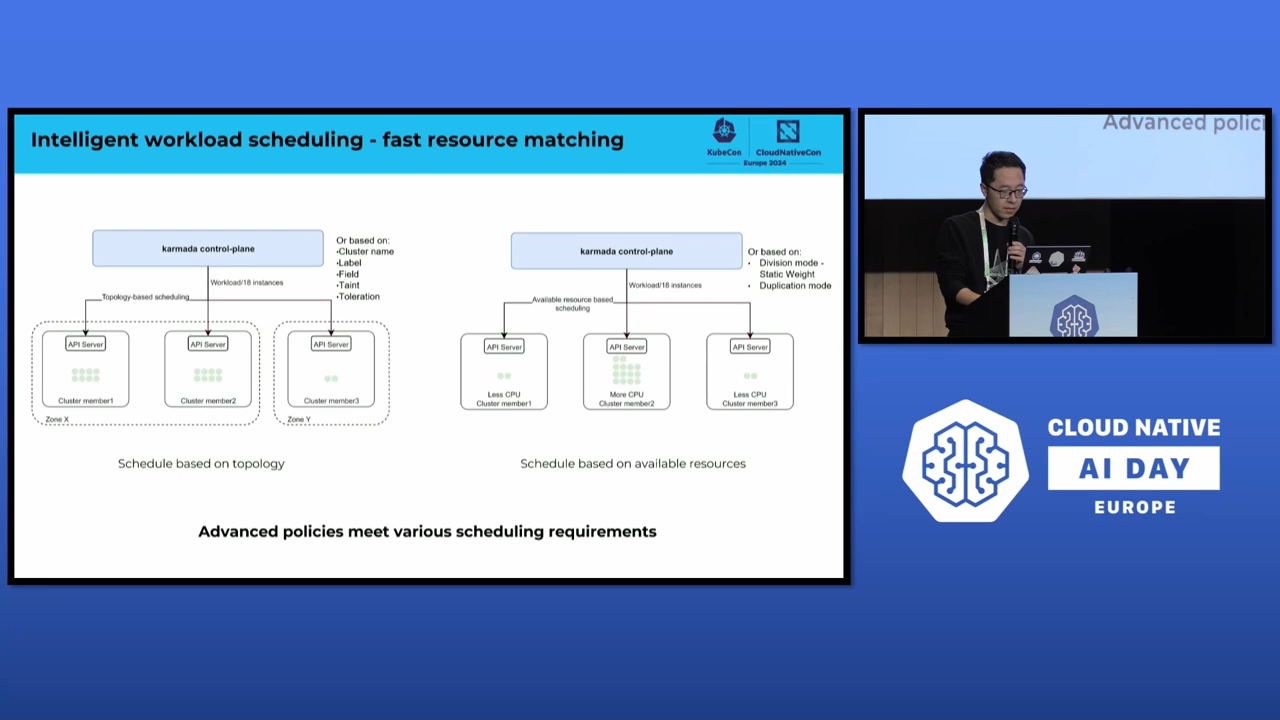 Intelligent workload scheduling - fast resource matching
KubeCon
CloudNativeCon
Europe 2024
karmada control-plane
Or based on:
•Cluster name
•Label
•Field
•Taint
•Toleration
Workload/18 instances
Topology-based scheduling
API Server
API Server
API Server
Cluster member1
Cluster member2
Cluster member3
Zone X
Zone Y
Schedule based on topology
karmada control-plane
Or based on:
• Division mode -
Static Weight
• Duplication mode
Workload/18 instances
Available resource based
scheduling
API Server
API Server
API Server
Less CPU
Cluster member1
More CPU
Cluster member2
Less CPU
Cluster member3
Schedule based on available resources
Advanced policies meet various scheduling requirements
Advanced polici
CLOUD NATIVE
AI DAY
EUROPE